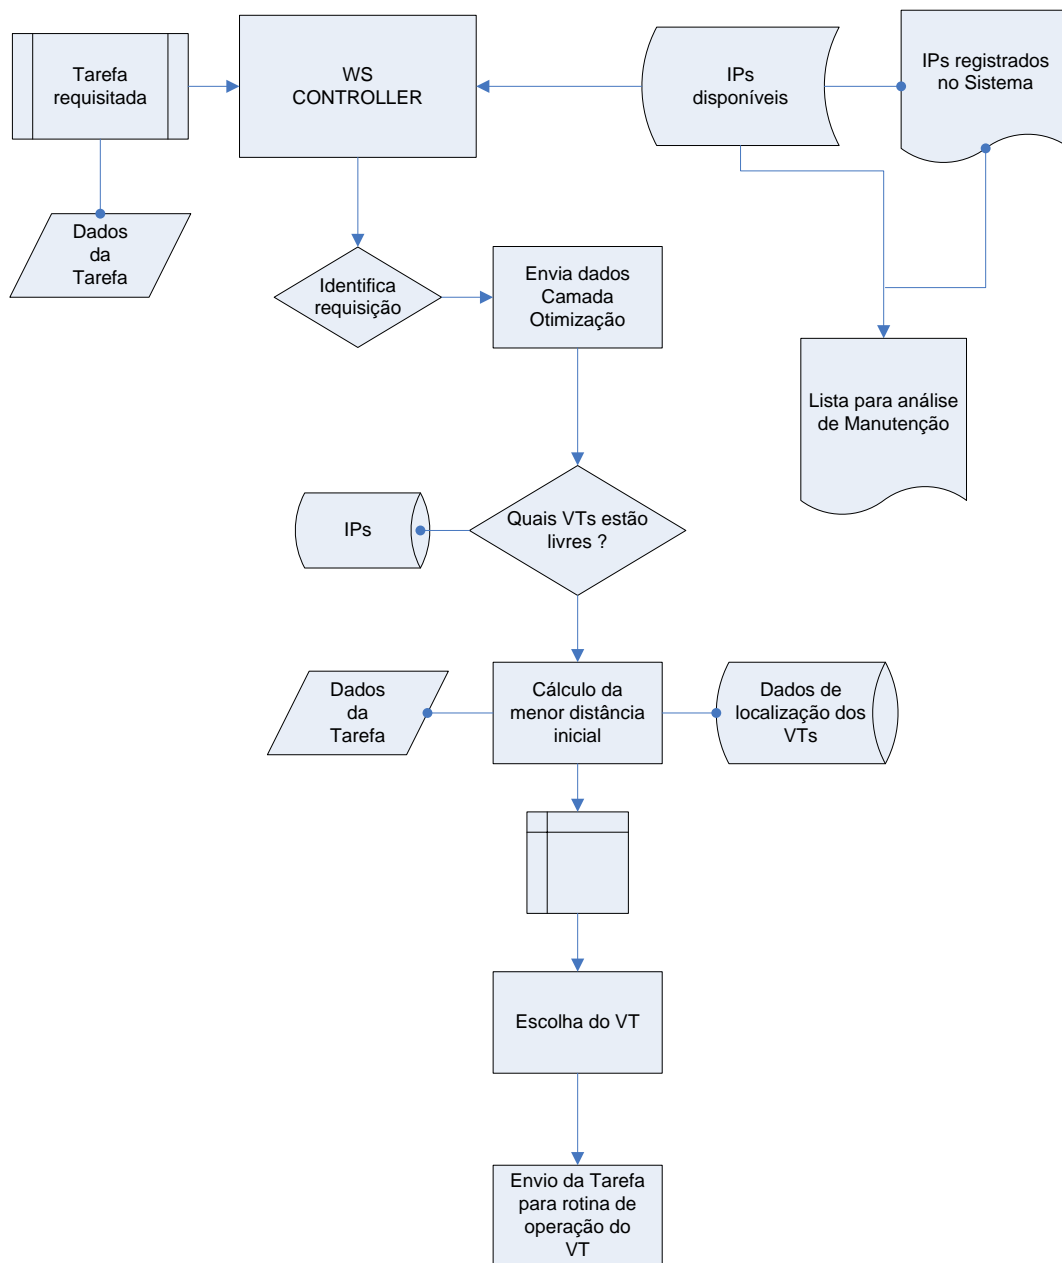 Tarefa
requisitada
WS
CONTROLLER
IPs
disponíveis
IPs registrados
no Sistema
Dados
da
Tarefa
Identifica
requisição
Envia dados
Camada
Otimização
Lista para análise
de Manutenção
IPs
Quais VTs estão
livres ?
Dados
da
Tarefa
Cálculo da
menor distância
inicial
Dados de
localização dos
VTs
Escolha do VT
Envio da Tarefa
para rotina de
operação do
VT